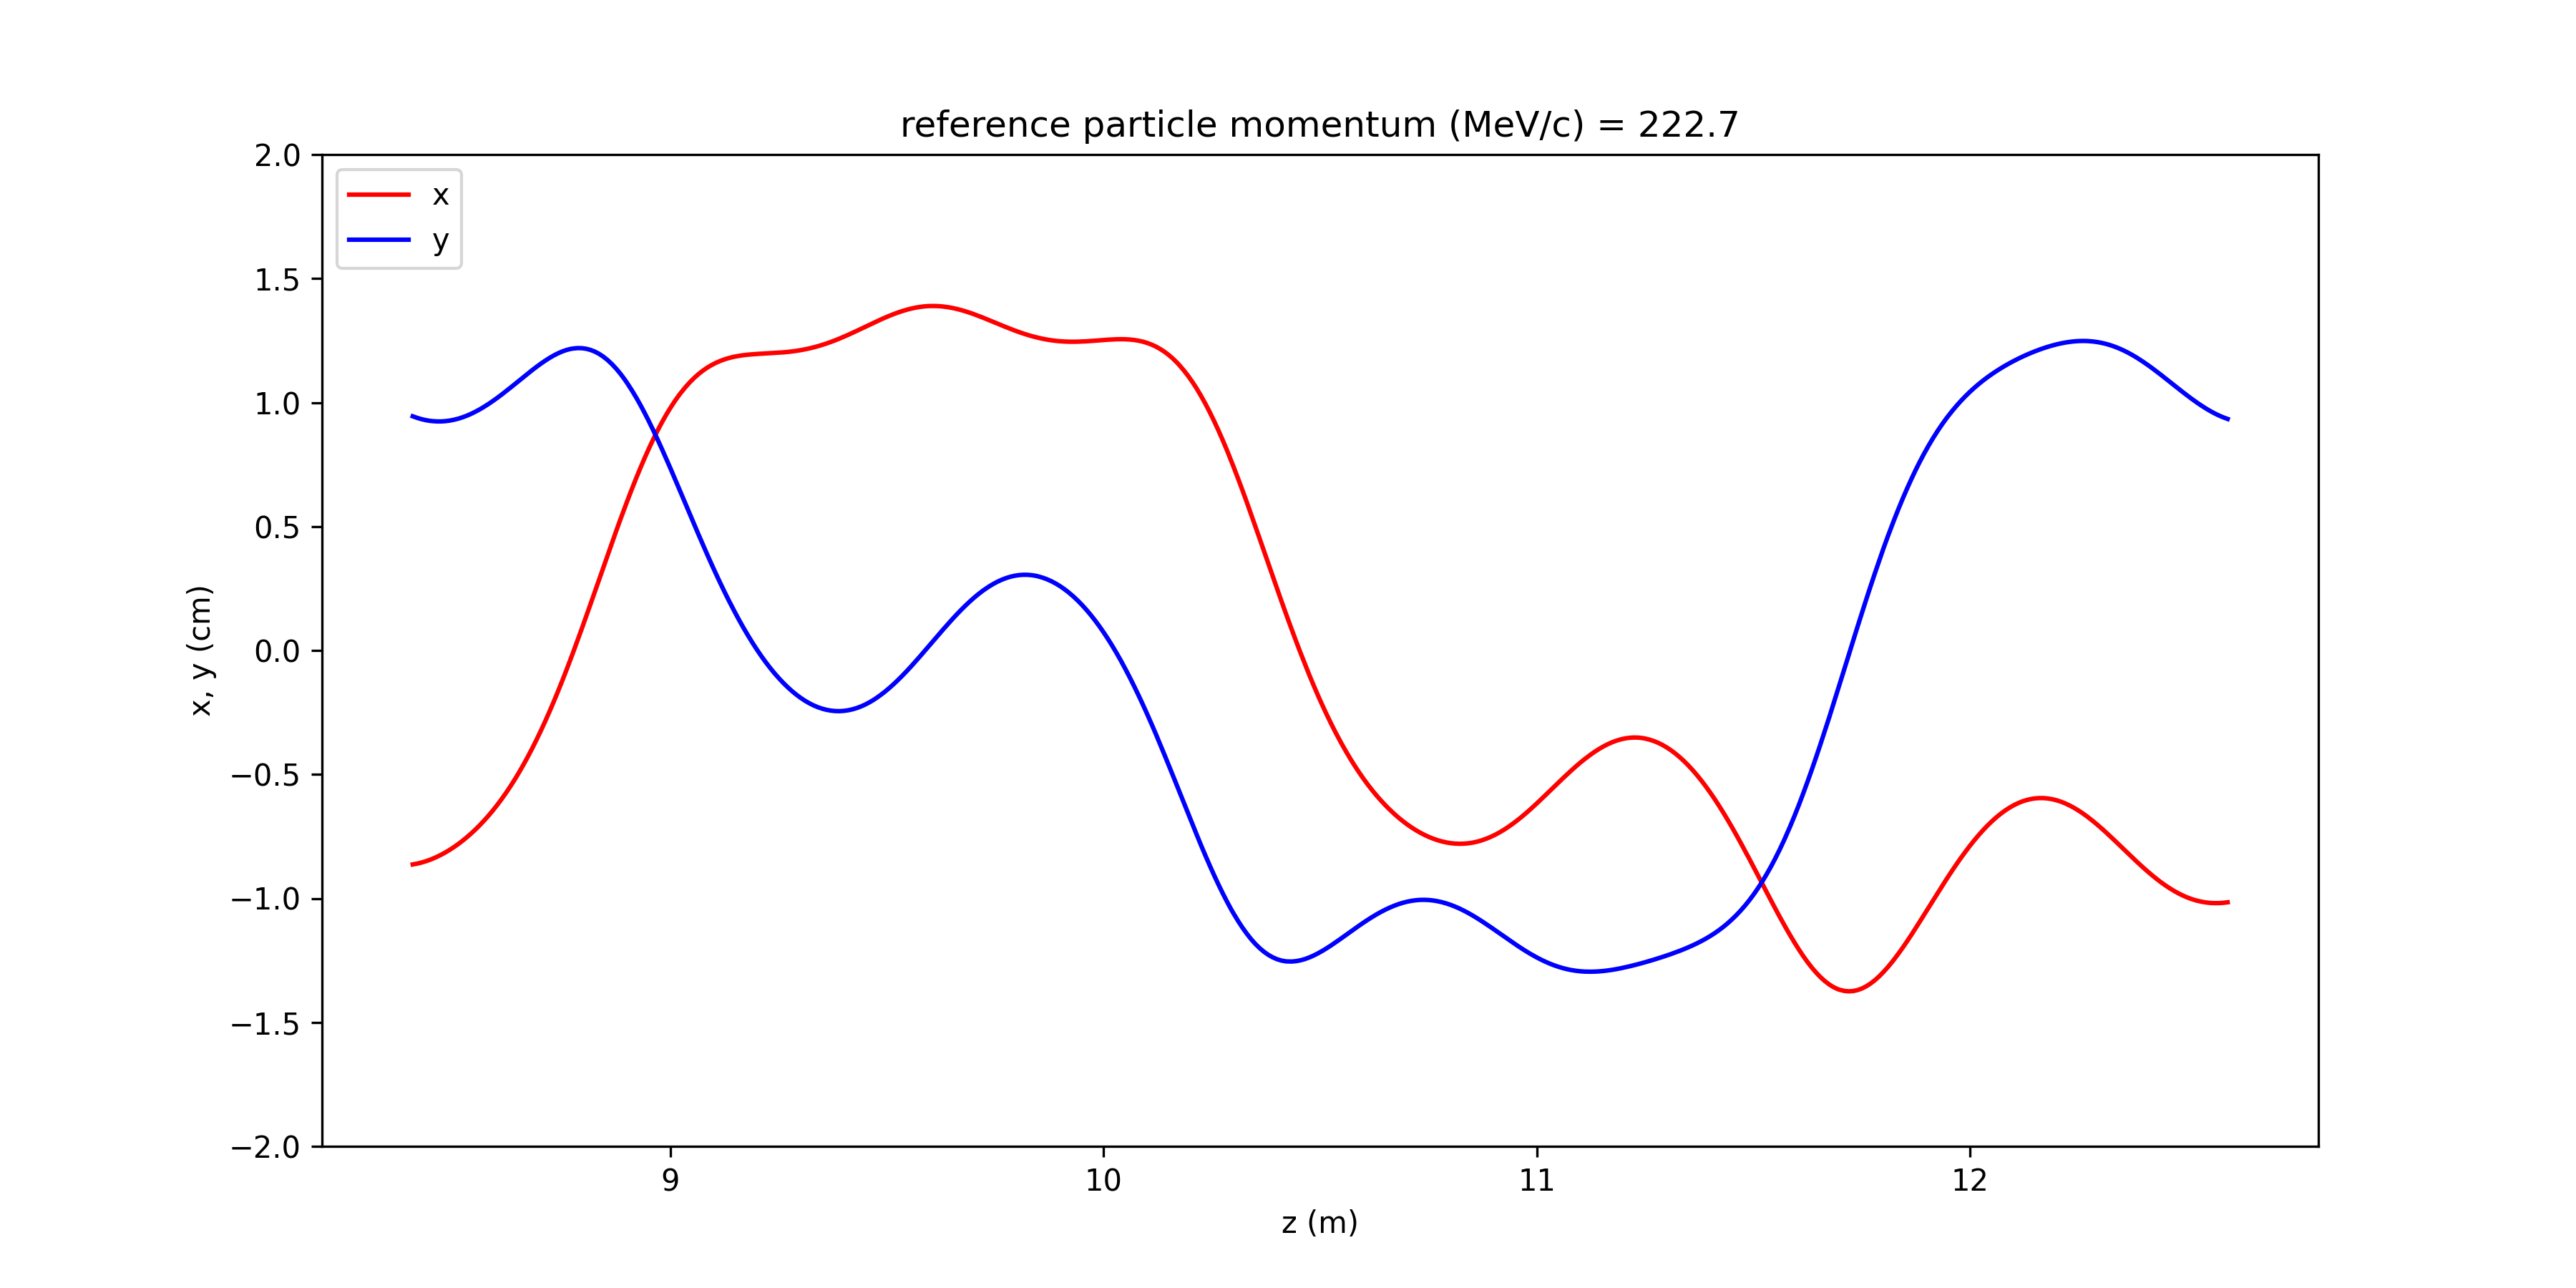 reference particle momentum (MeV/c) = 222.7
x
y
2.0
1.5
1.0
0.5
0.0
−0.5
−1.0
−1.5
−2.0
x, y (cm)
9 10 11 12
z (m)